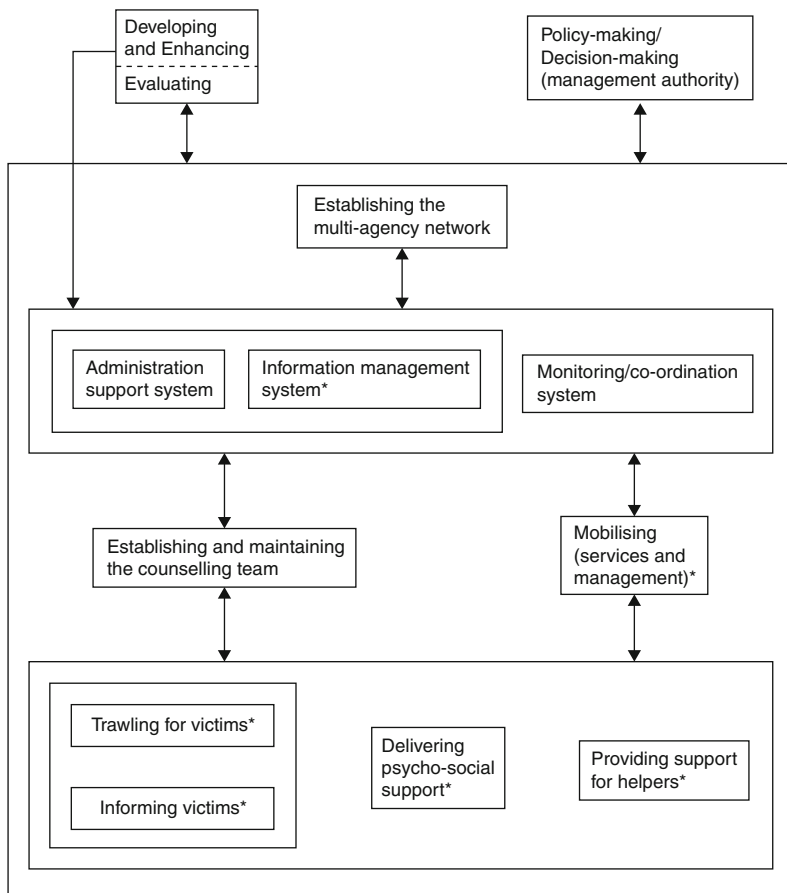 Developing
and Enhancing
Evaluating
Policy-making/
Decision-making
(management authority)
Establishing the
multi-agency network
Administration
support system
Information management
system*
Monitoring/co-ordination
system
Establishing and maintaining
the counselling team
Mobilising
(services and
management)*
Trawling for victims*
Informing victims*
Delivering
psycho-social
support*
Providing support
for helpers*